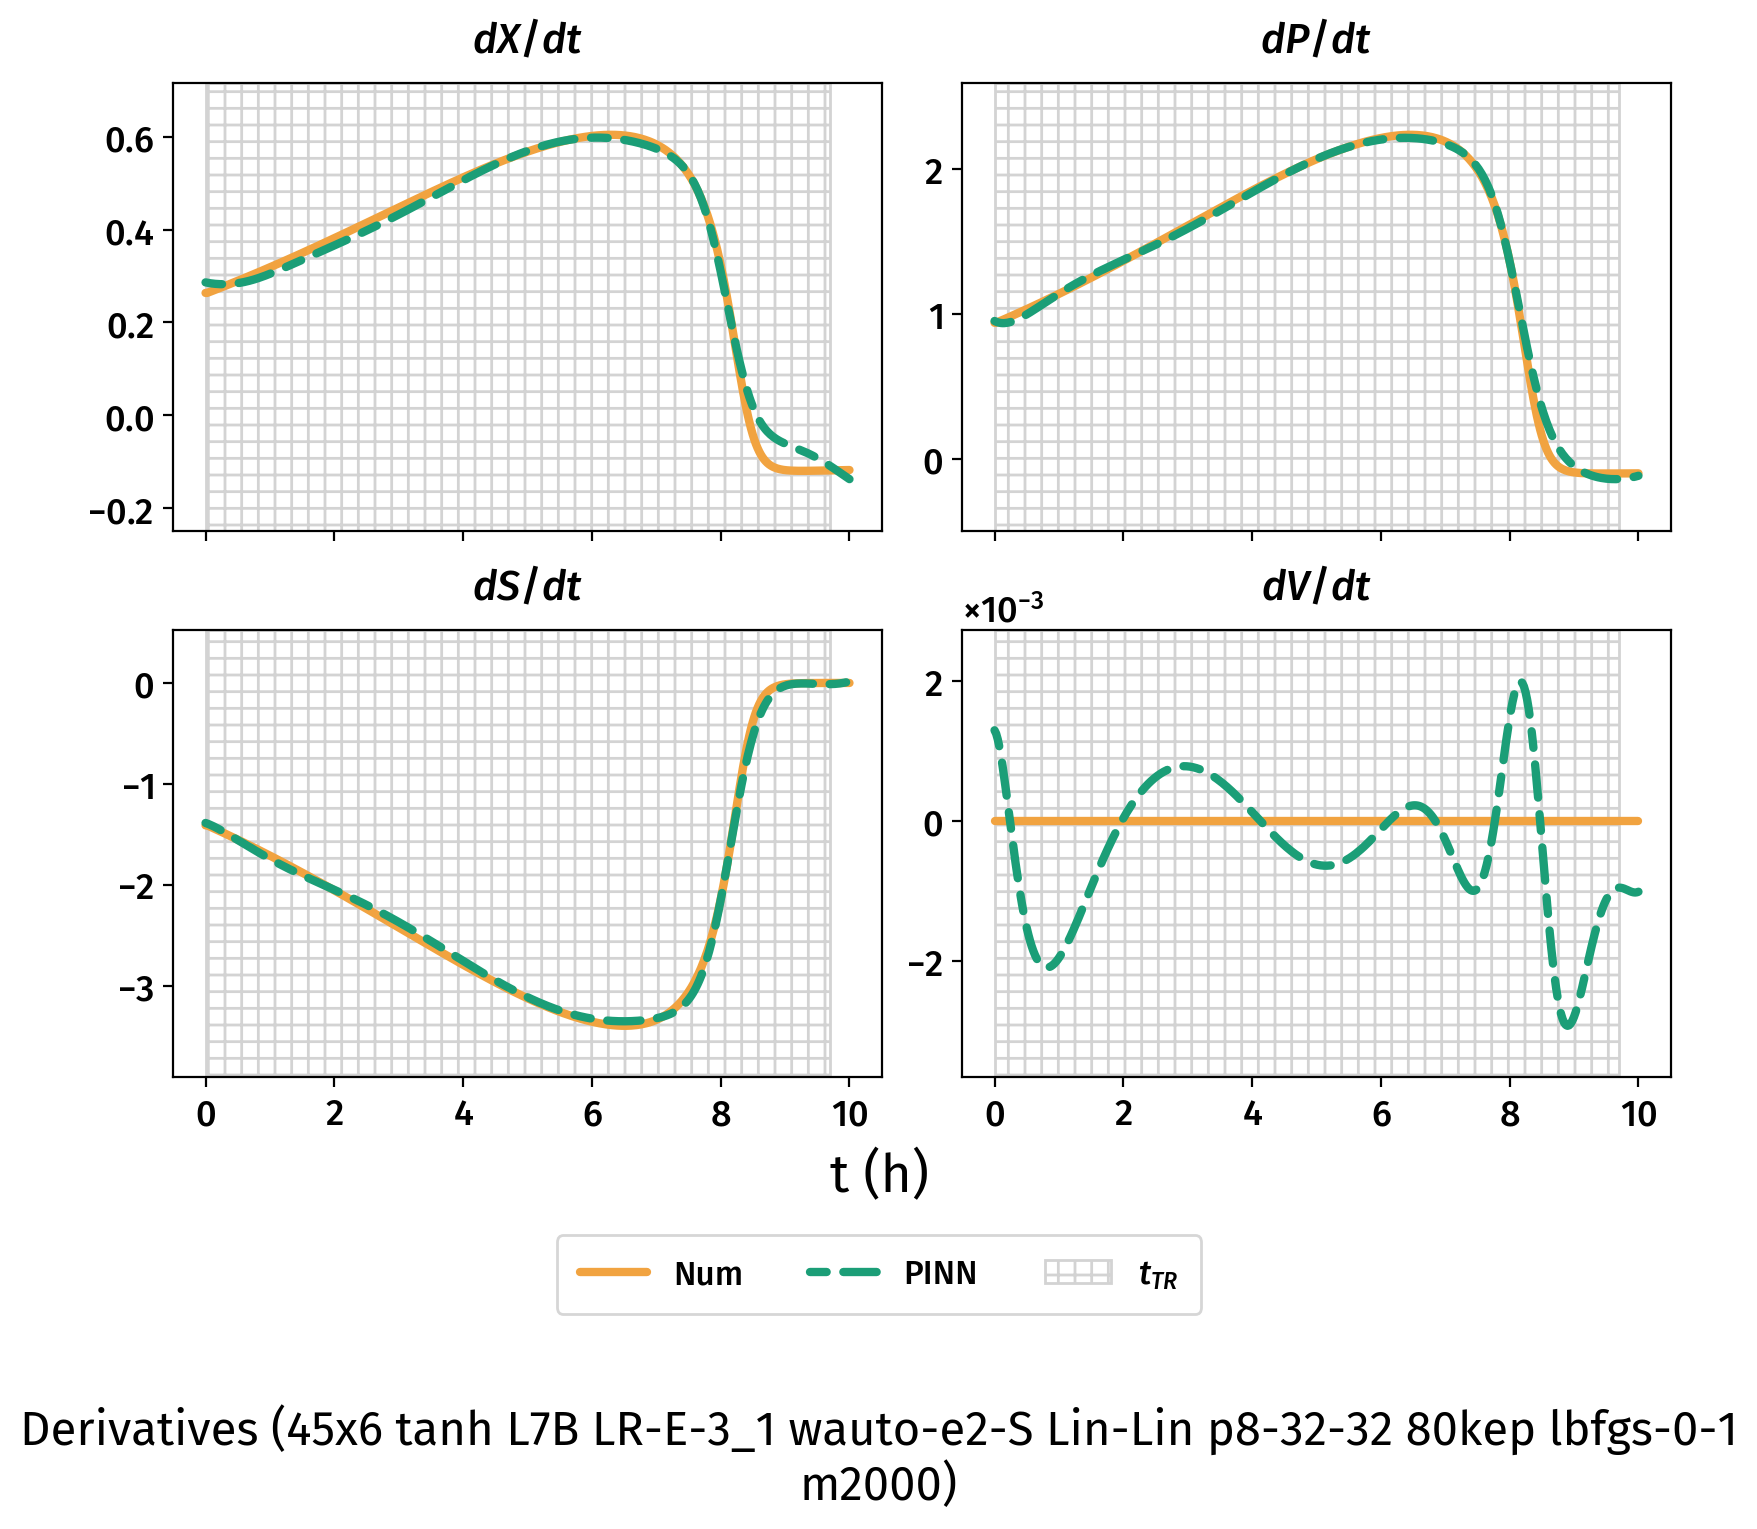 dX/dt
dP/dt
0.6
0.4
0.2
0.0
−0.2
2
1
0
dS/dt
dV/dt
×10⁻³
0
−1
−2
−3
2
0
−2
0 2 4 6 8 10
0 2 4 6 8 10
t (h)
Num PINN t_TR
Derivatives (45x6 tanh L7B LR-E-3_1 wauto-e2-S Lin-Lin p8-32-32 80kep lbfgs-0-1
m2000)